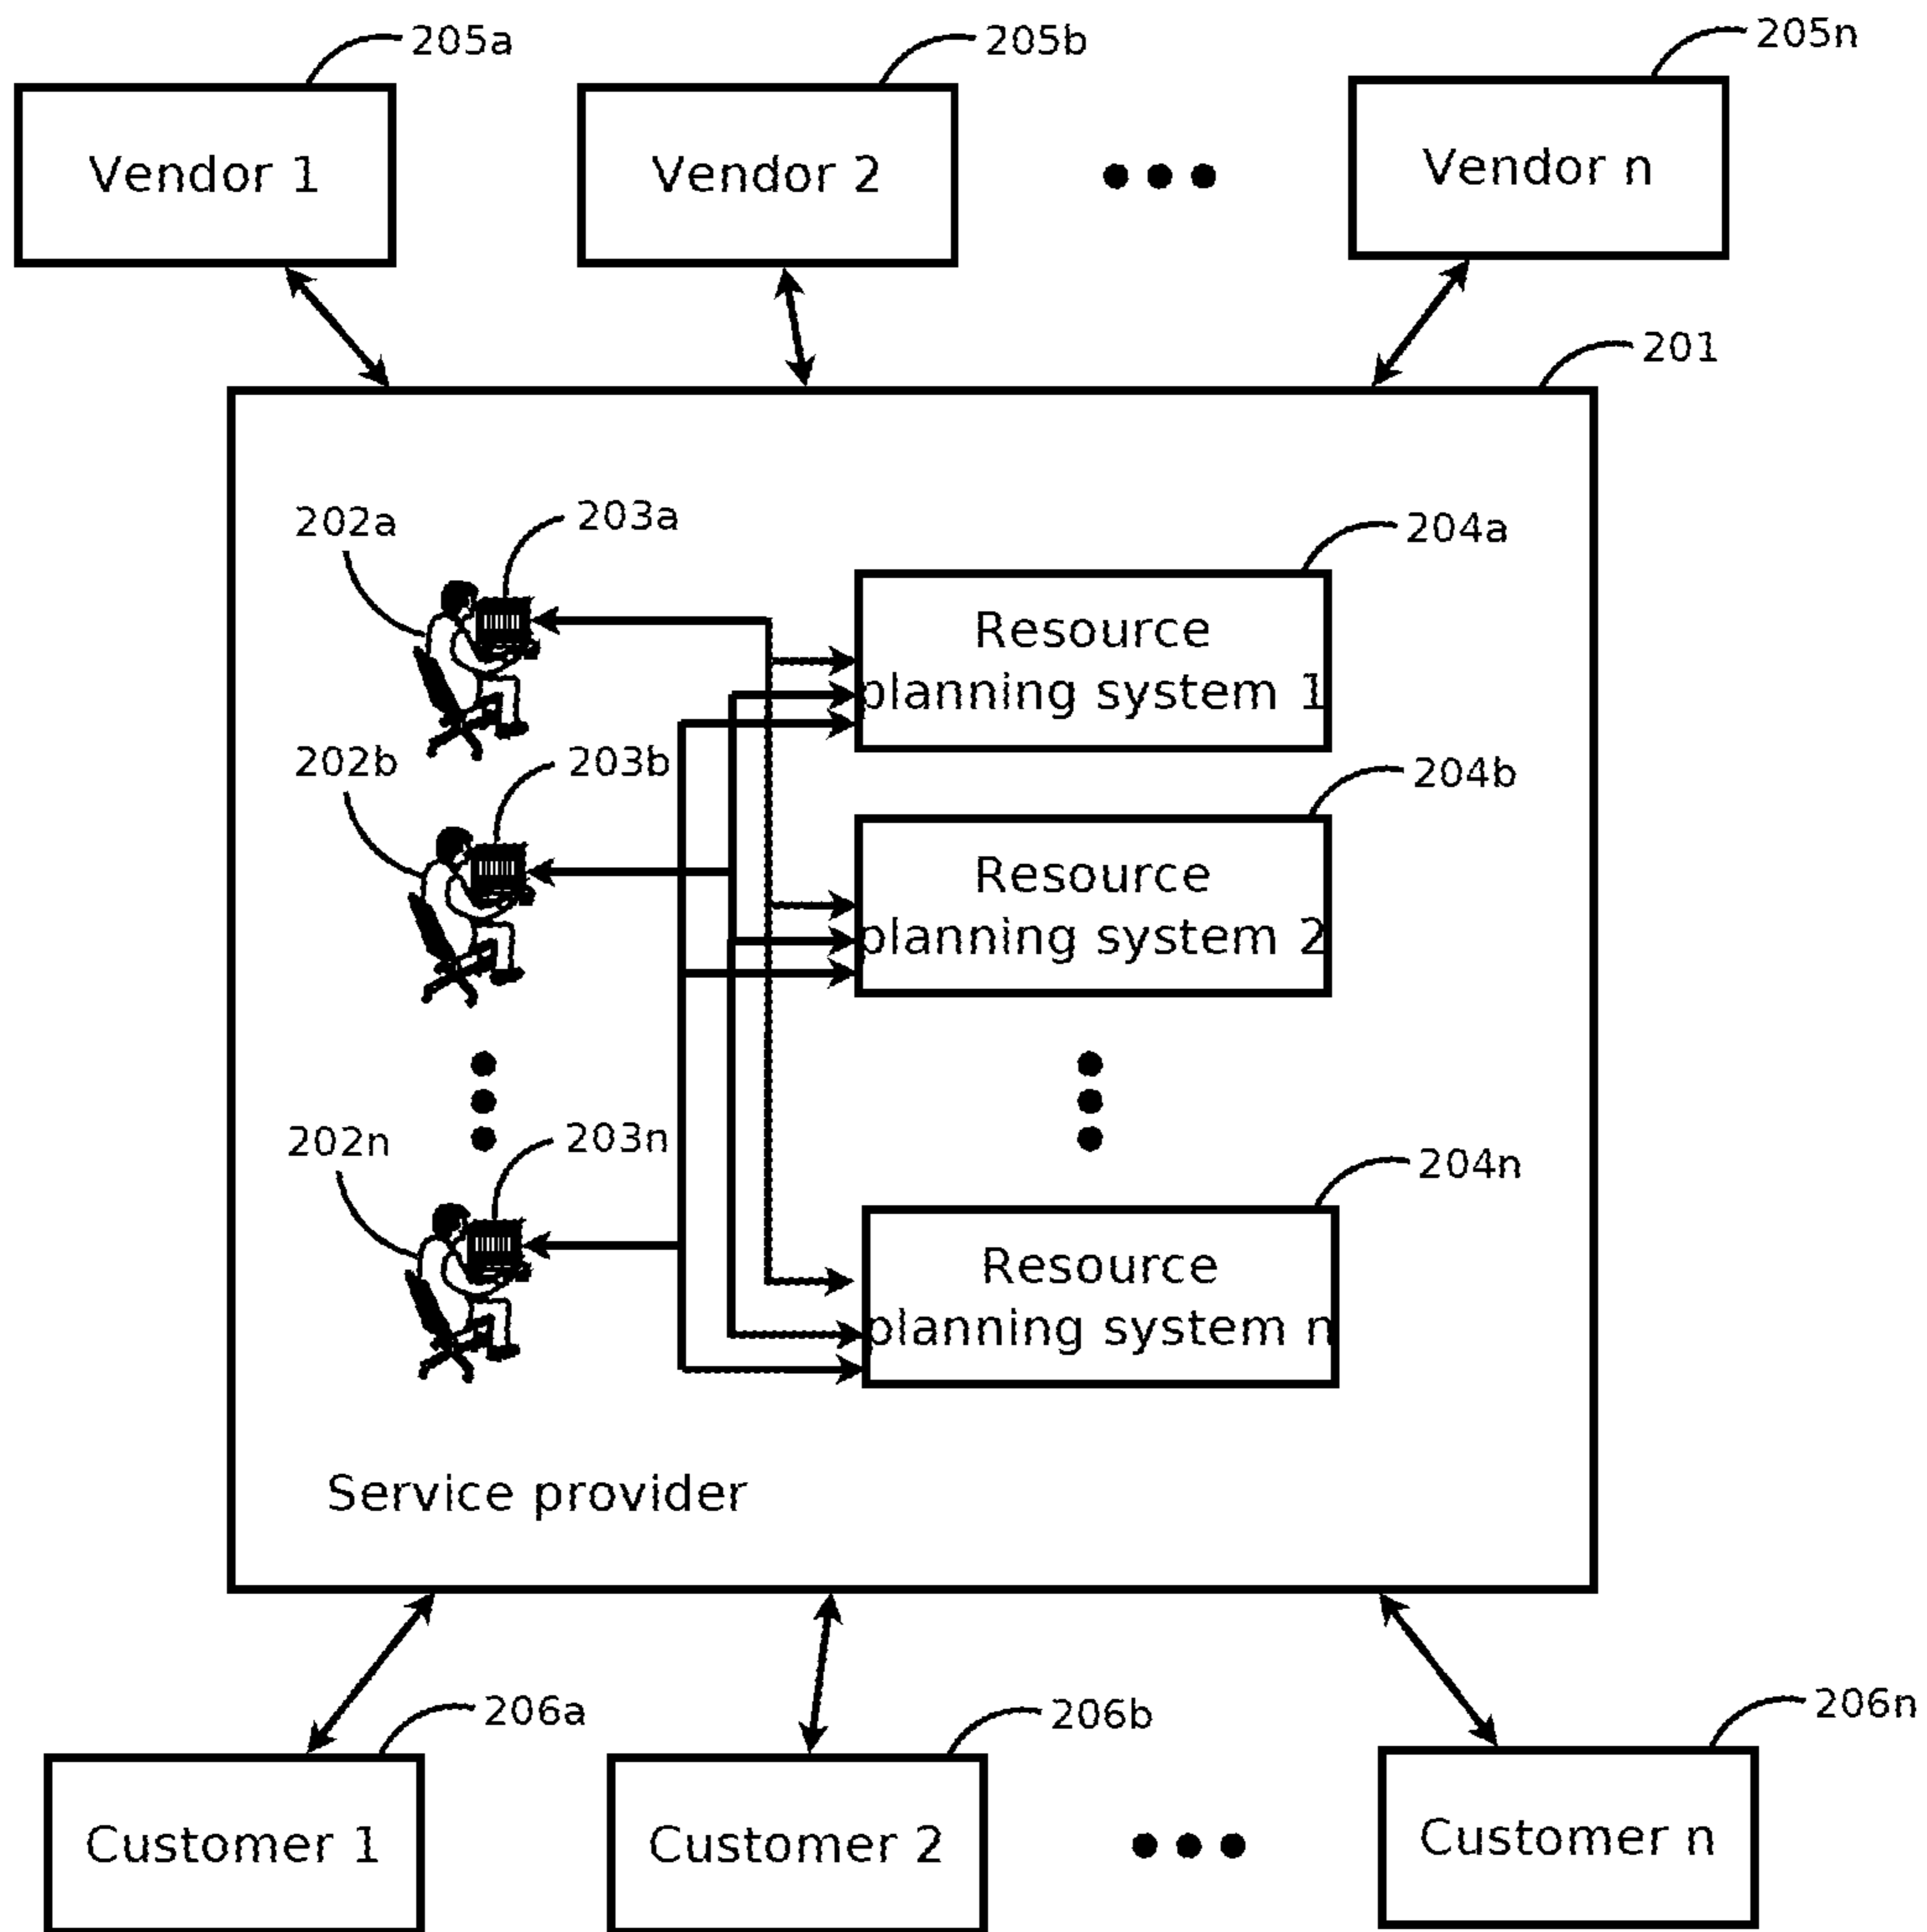 205a
205b
205n
Vendor 1
Vendor 2
Vendor n
201
202a
203a
204a
Resource
planning system 1
202b
203b
204b
Resource
planning system 2
202n
203n
204n
Resource
planning system n
Service provider
206a
206b
206n
Customer 1
Customer 2
Customer n